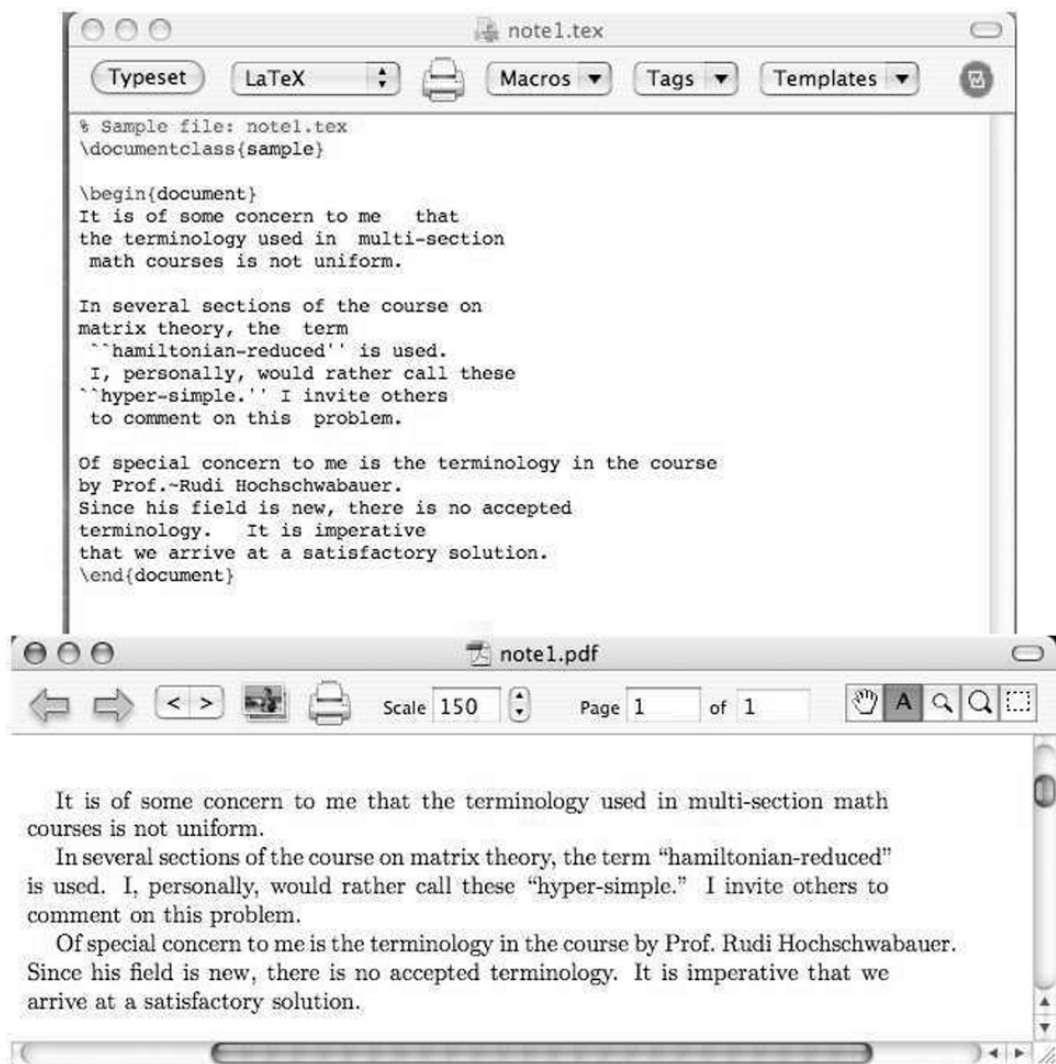 note1.tex
Typeset LaTeX Macros Tags Templates
% Sample file: note1.tex
\documentclass{sample}
\begin{document}
It is of some concern to me   that
the terminology used in  multi-section
 math courses is not uniform.
In several sections of the course on
matrix theory, the  term
 ``hamiltonian-reduced'' is used.
 I, personally, would rather call these
``hyper-simple.'' I invite others
 to comment on this  problem.
Of special concern to me is the terminology in the course
by Prof.~Rudi Hochschwabauer.
Since his field is new, there is no accepted
terminology.   It is imperative
that we arrive at a satisfactory solution.
\end{document}
note1.pdf
< > Scale 150 Page 1 of 1 A
It is of some concern to me that the terminology used in multi-section math
courses is not uniform.
In several sections of the course on matrix theory, the term “hamiltonian-reduced”
is used. I, personally, would rather call these “hyper-simple.” I invite others to
comment on this problem.
Of special concern to me is the terminology in the course by Prof. Rudi Hochschwabauer.
Since his field is new, there is no accepted terminology. It is imperative that we
arrive at a satisfactory solution.